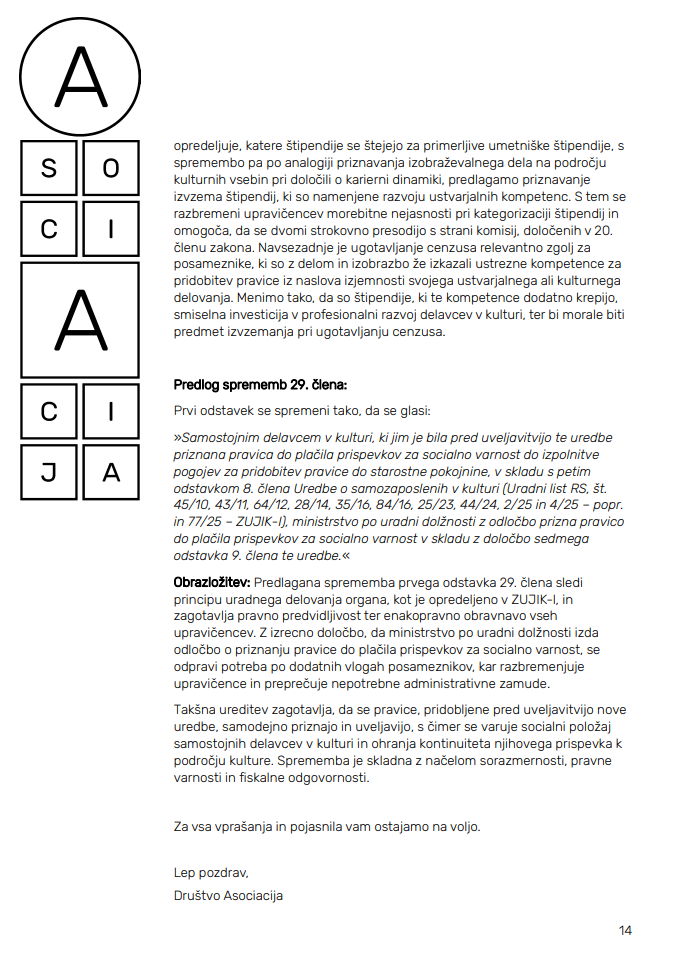 A
S O
C I
A
C I
J A
opredeljuje, katere štipendije se štejejo za primerljive umetniške štipendije, s
spremembo pa po analogiji priznavanja izobraževalnega dela na področju
kulturnih vsebin pri določili o karierni dinamiki, predlagamo priznavanje
izvzema štipendij, ki so namenjene razvoju ustvarjalnih kompetenc. S tem se
razbremeni upravičencev morebitne nejasnosti pri kategorizaciji štipendij in
omogoča, da se dvomi strokovno presodijo s strani komisij, določenih v 20.
členu zakona. Navsezadnje je ugotavljanje cenzusa relevantno zgolj za
posameznike, ki so z delom in izobrazbo že izkazali ustrezne kompetence za
pridobitev pravice iz naslova izjemnosti svojega ustvarjalnega ali kulturnega
delovanja. Menimo tako, da so štipendije, ki te kompetence dodatno krepijo,
smiselna investicija v profesionalni razvoj delavcev v kulturi, ter bi morale biti
predmet izvzemanja pri ugotavljanju cenzusa.
Predlog sprememb 29. člena:
Prvi odstavek se spremeni tako, da se glasi:
»Samostojnim delavcem v kulturi, ki jim je bila pred uveljavitvijo te uredbe
priznana pravica do plačila prispevkov za socialno varnost do izpolnitve
pogojev za pridobitev pravice do starostne pokojnine, v skladu s petim
odstavkom 8. člena Uredbe o samozaposlenih v kulturi (Uradni list RS, št.
45/10, 43/11, 64/12, 28/14, 35/16, 84/16, 25/23, 44/24, 2/25 in 4/25 – popr.
in 77/25 – ZUJIK-I), ministrstvo po uradni dolžnosti z odločbo prizna pravico
do plačila prispevkov za socialno varnost v skladu z določbo sedmega
odstavka 9. člena te uredbe.«
Obrazložitev: Predlagana sprememba prvega odstavka 29. člena sledi
principu uradnega delovanja organa, kot je opredeljeno v ZUJIK-I, in
zagotavlja pravno predvidljivost ter enakopravno obravnavo vseh
upravičencev. Z izrecno določbo, da ministrstvo po uradni dolžnosti izda
odločbo o priznanju pravice do plačila prispevkov za socialno varnost, se
odpravi potreba po dodatnih vlogah posameznikov, kar razbremenjuje
upravičence in preprečuje nepotrebne administrativne zamude.
Takšna ureditev zagotavlja, da se pravice, pridobljene pred uveljavitvijo nove
uredbe, samodejno priznajo in uveljavijo, s čimer se varuje socialni položaj
samostojnih delavcev v kulturi in ohranja kontinuiteta njihovega prispevka k
področju kulture. Sprememba je skladna z načelom sorazmernosti, pravne
varnosti in fiskalne odgovornosti.
Za vsa vprašanja in pojasnila vam ostajamo na voljo.
Lep pozdrav,
Društvo Asociacija
14